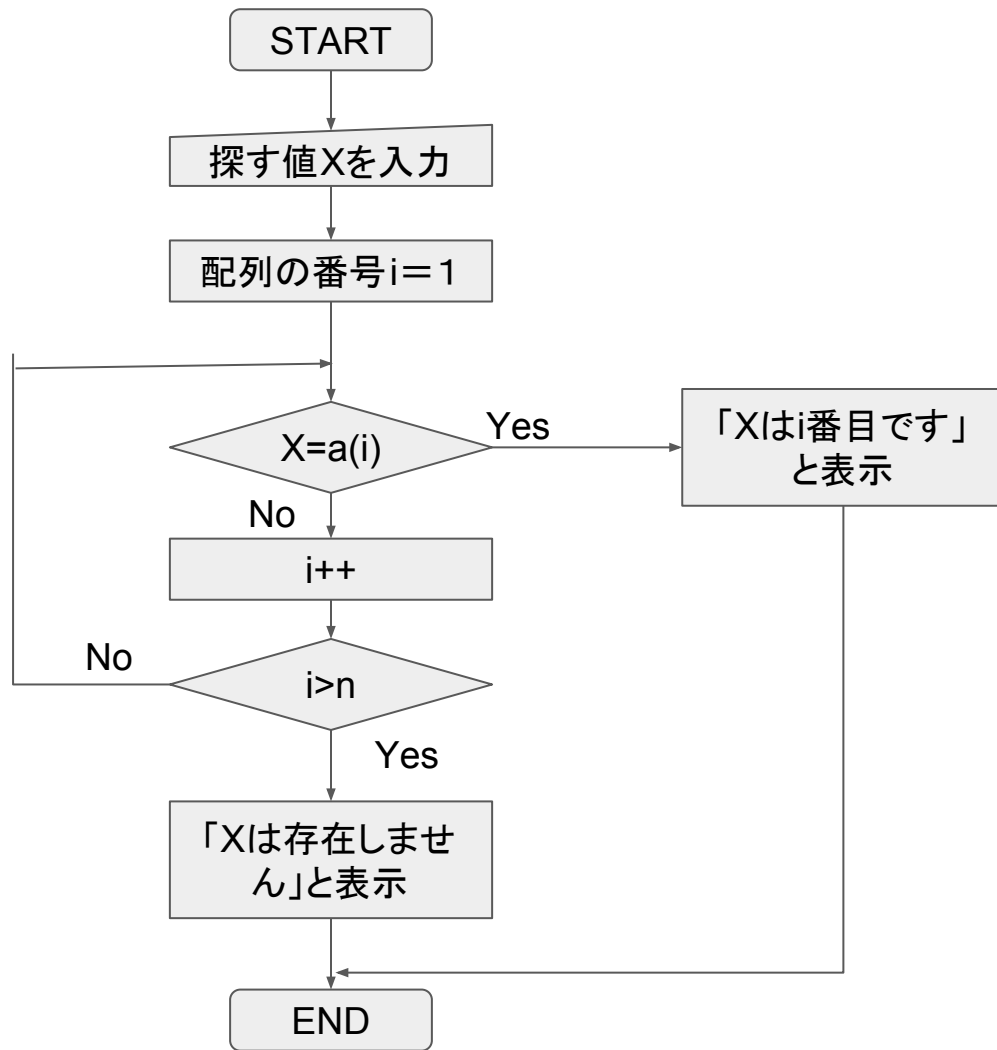 START
探す値Xを入力
配列の番号i＝１
X=a(i)
Yes
「Xはi番目です」
と表示
No
i++
No
i>n
Yes
「Xは存在しませ
ん」と表示
END